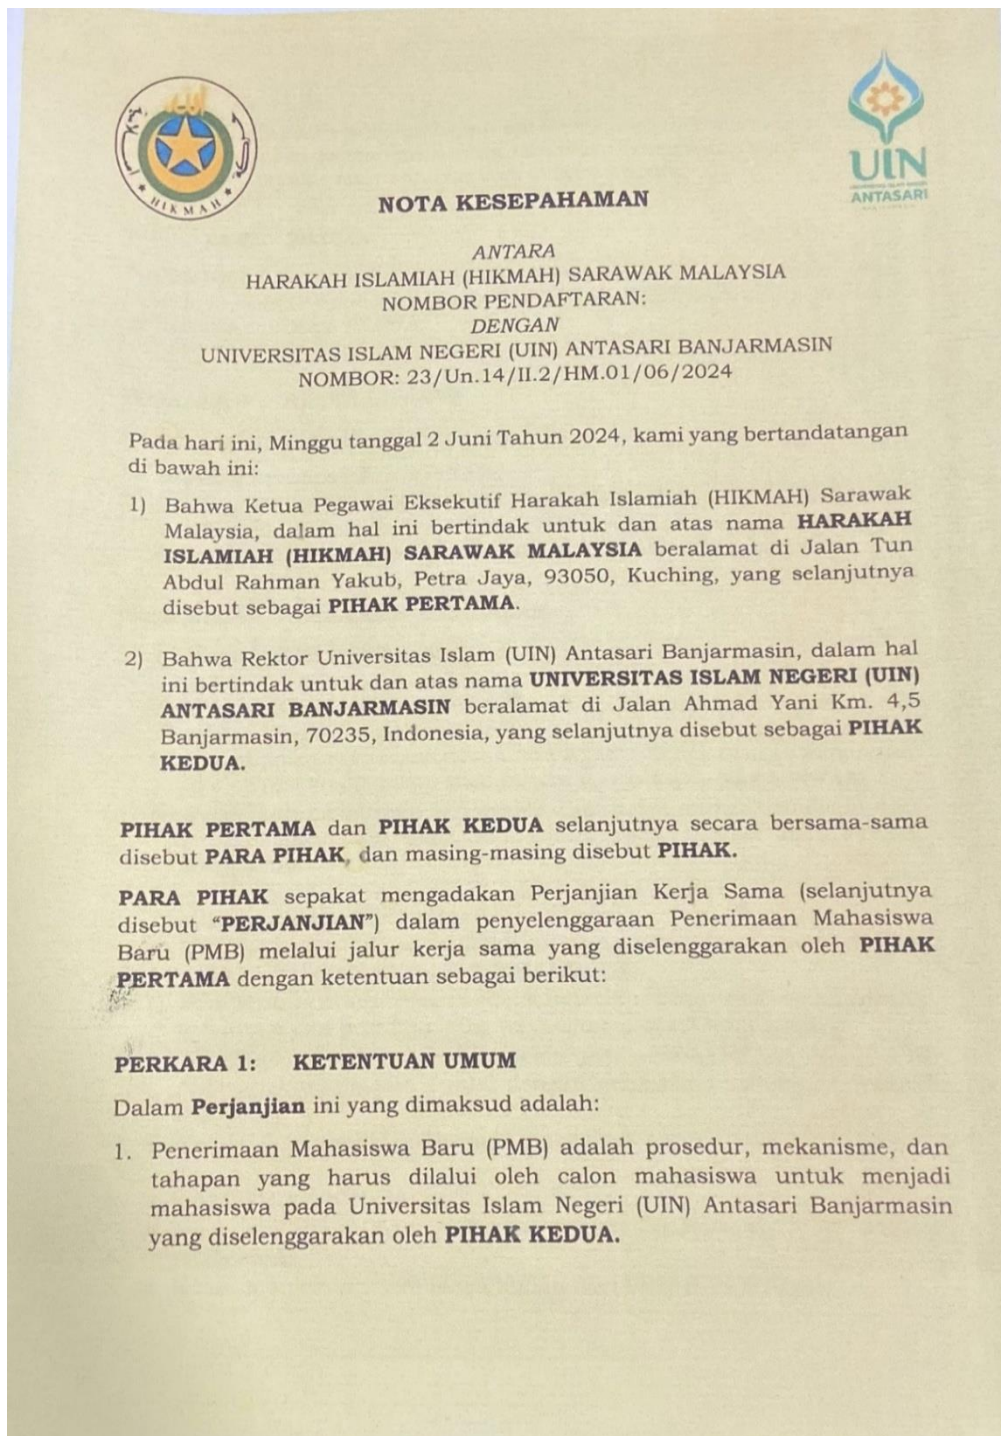 HIKMAH
UIN
ANTASARI
NOTA KESEPAHAMAN
ANTARA
HARAKAH ISLAMIAH (HIKMAH) SARAWAK MALAYSIA
NOMBOR PENDAFTARAN:
DENGAN
UNIVERSITAS ISLAM NEGERI (UIN) ANTASARI BANJARMASIN
NOMBOR: 23/Un.14/II.2/HM.01/06/2024
Pada hari ini, Minggu tanggal 2 Juni Tahun 2024, kami yang bertandatangan
di bawah ini:
1) Bahwa Ketua Pegawai Eksekutif Harakah Islamiah (HIKMAH) Sarawak
Malaysia, dalam hal ini bertindak untuk dan atas nama HARAKAH
ISLAMIAH (HIKMAH) SARAWAK MALAYSIA beralamat di Jalan Tun
Abdul Rahman Yakub, Petra Jaya, 93050, Kuching, yang selanjutnya
disebut sebagai PIHAK PERTAMA.
2) Bahwa Rektor Universitas Islam (UIN) Antasari Banjarmasin, dalam hal
ini bertindak untuk dan atas nama UNIVERSITAS ISLAM NEGERI (UIN)
ANTASARI BANJARMASIN beralamat di Jalan Ahmad Yani Km. 4,5
Banjarmasin, 70235, Indonesia, yang selanjutnya disebut sebagai PIHAK
KEDUA.
PIHAK PERTAMA dan PIHAK KEDUA selanjutnya secara bersama-sama
disebut PARA PIHAK, dan masing-masing disebut PIHAK.
PARA PIHAK sepakat mengadakan Perjanjian Kerja Sama (selanjutnya
disebut “PERJANJIAN”) dalam penyelenggaraan Penerimaan Mahasiswa
Baru (PMB) melalui jalur kerja sama yang diselenggarakan oleh PIHAK
PERTAMA dengan ketentuan sebagai berikut:
PERKARA 1: KETENTUAN UMUM
Dalam Perjanjian ini yang dimaksud adalah:
1. Penerimaan Mahasiswa Baru (PMB) adalah prosedur, mekanisme, dan
tahapan yang harus dilalui oleh calon mahasiswa untuk menjadi
mahasiswa pada Universitas Islam Negeri (UIN) Antasari Banjarmasin
yang diselenggarakan oleh PIHAK KEDUA.